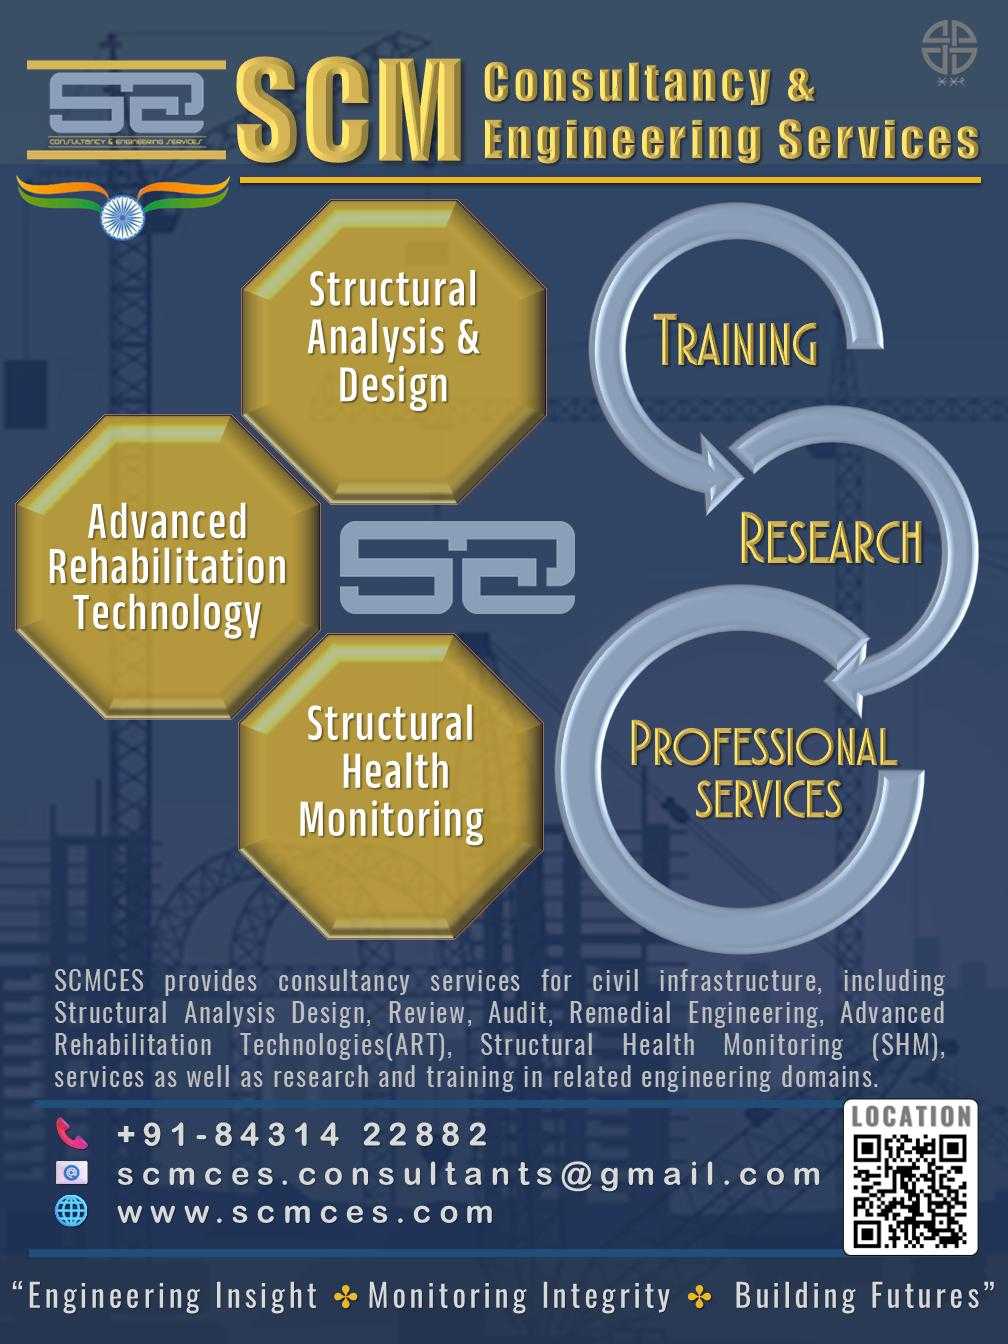 CONSULTANCY & ENGINEERING SERVICES
SCM
Consultancy &
Engineering Services
Structural
Analysis &
Design
Advanced
Rehabilitation
Technology
Structural
Health
Monitoring
TRAINING
RESEARCH
PROFESSIONAL
SERVICES
SCMCES provides consultancy services for civil infrastructure, including
Structural Analysis Design, Review, Audit, Remedial Engineering, Advanced
Rehabilitation Technologies(ART), Structural Health Monitoring (SHM),
services as well as research and training in related engineering domains.
+91-84314 22882
scmces.consultants@gmail.com
www.scmces.com
LOCATION
“Engineering Insight ✤ Monitoring Integrity ✤ Building Futures”